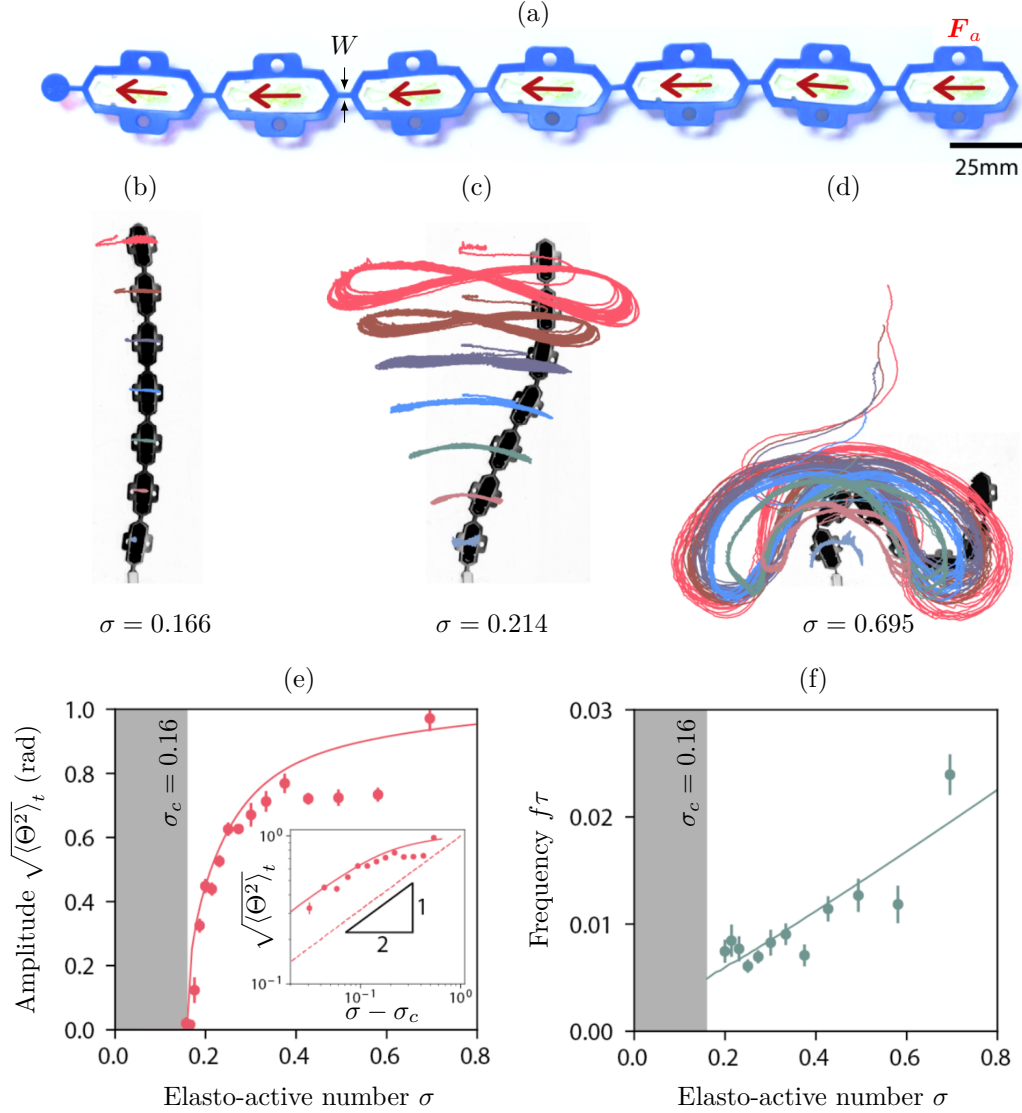 (a)
W
F_a
25mm
(b) (c) (d)
σ = 0.166 σ = 0.214 σ = 0.695
(e) (f)
Amplitude √⟨Θ²⟩_t (rad)
1.0
0.8
0.6
0.4
0.2
0.0
σ_c = 0.16
√⟨Θ²⟩_t
10⁰
10⁻¹
1
2
10⁻¹ 10⁰
σ − σ_c
0.0 0.2 0.4 0.6 0.8
Elasto-active number σ
Frequency fτ
0.03
0.02
0.01
0.00
σ_c = 0.16
0.0 0.2 0.4 0.6 0.8
Elasto-active number σ